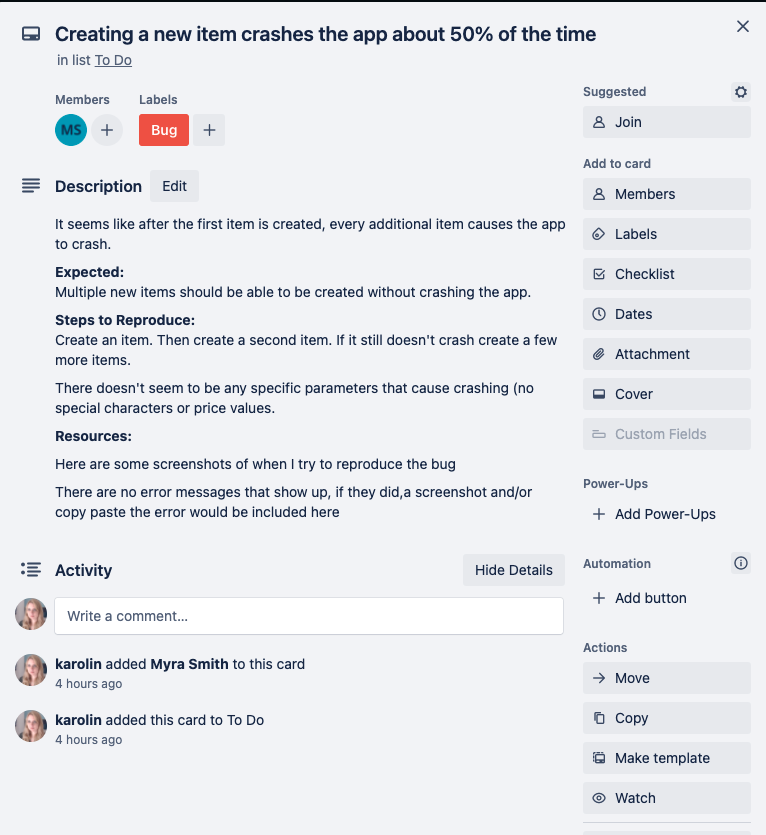 Creating a new item crashes the app about 50% of the time
in list To Do
Members
Labels
MS
Bug
Description
Edit
It seems like after the first item is created, every additional item causes the app
to crash.
Expected:
Multiple new items should be able to be created without crashing the app.
Steps to Reproduce:
Create an item. Then create a second item. If it still doesn't crash create a few
more items.
There doesn't seem to be any specific parameters that cause crashing (no
special characters or price values.
Resources:
Here are some screenshots of when I try to reproduce the bug
There are no error messages that show up, if they did,a screenshot and/or
copy paste the error would be included here
Activity
Hide Details
Write a comment...
karolin added Myra Smith to this card
4 hours ago
karolin added this card to To Do
4 hours ago
Suggested
Join
Add to card
Members
Labels
Checklist
Dates
Attachment
Cover
Custom Fields
Power-Ups
Add Power-Ups
Automation
Add button
Actions
Move
Copy
Make template
Watch